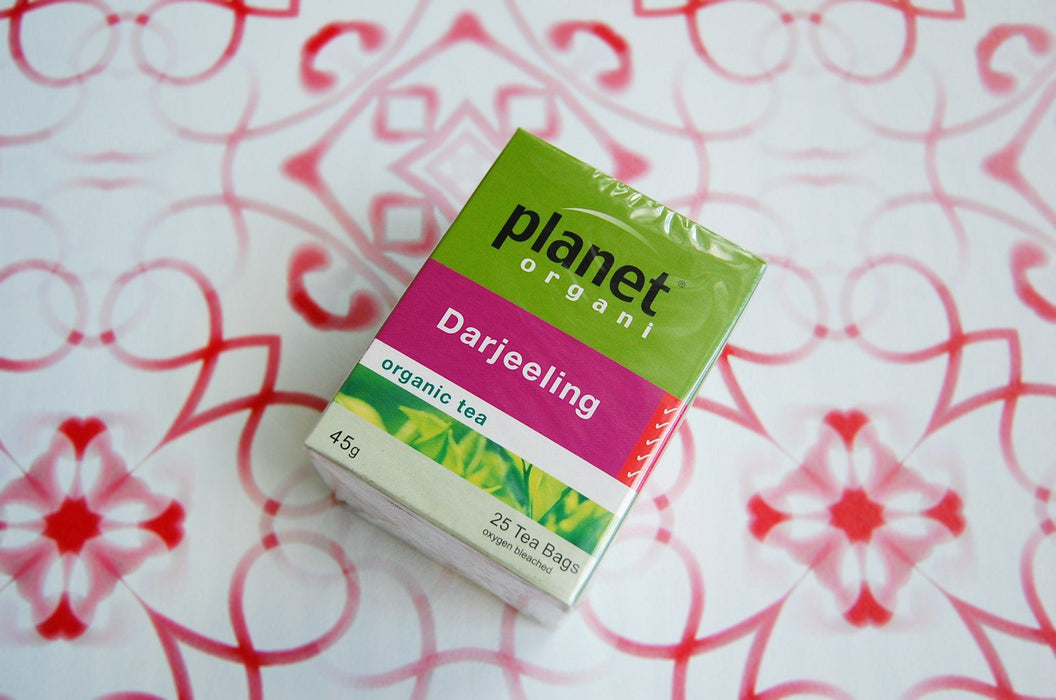 planet®
organi
Darjeeling
organic tea
45g
25 Tea Bags
oxygen bleached